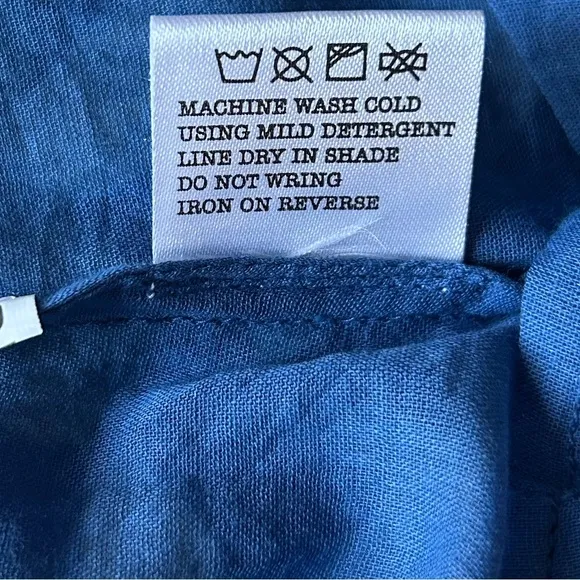 MACHINE WASH COLD
USING MILD DETERGENT
LINE DRY IN SHADE
DO NOT WRING
IRON ON REVERSE